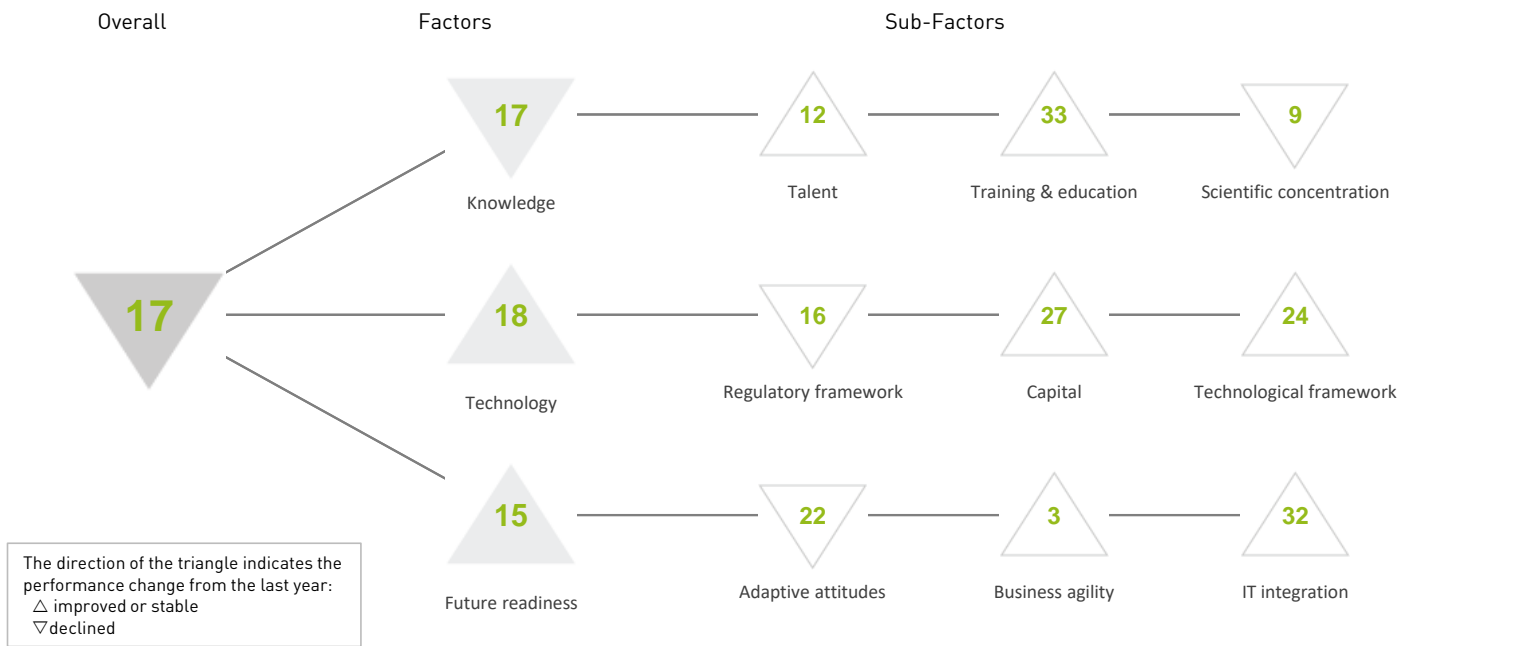 Overall
Factors
Sub-Factors
17
12
33
9
Knowledge
Talent
Training & education
Scientific concentration
17
18
16
27
24
Technology
Regulatory framework
Capital
Technological framework
15
22
3
32
Future readiness
Adaptive attitudes
Business agility
IT integration
The direction of the triangle indicates the
performance change from the last year:
△ improved or stable
▽declined